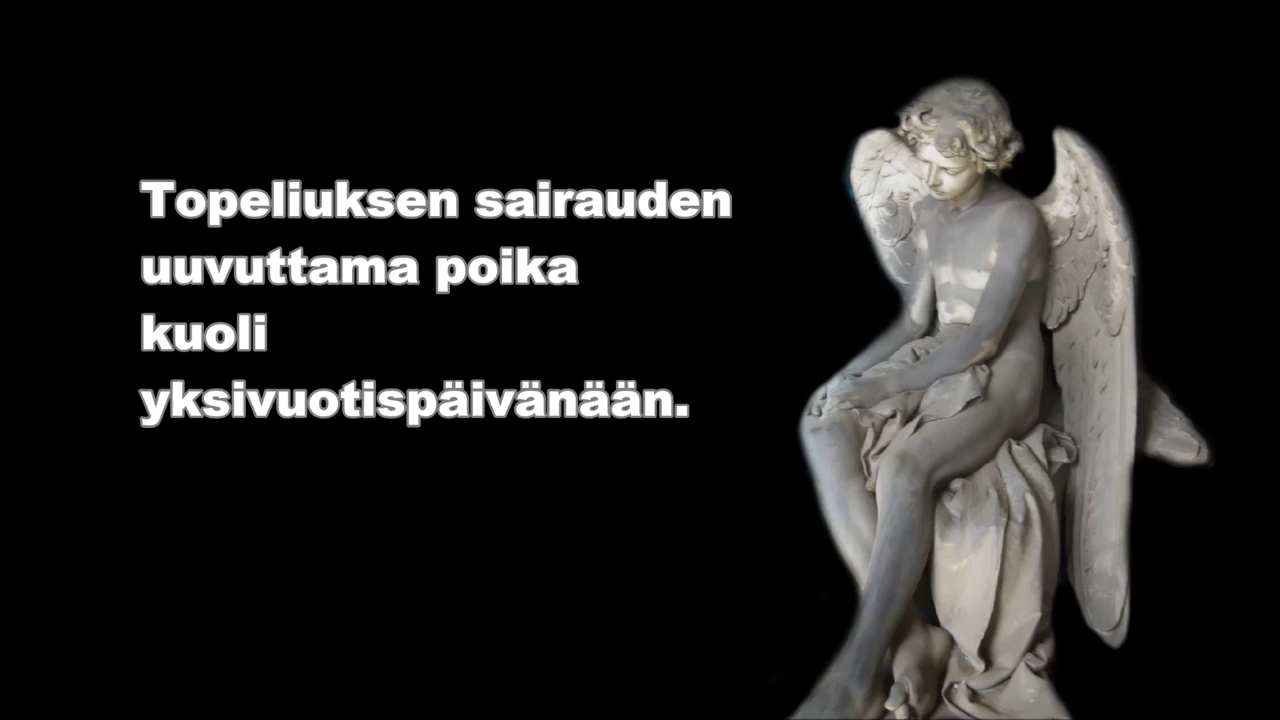 Topeliuksen sairauden
uuvuttama poika
kuoli
yksivuotispäivänään.